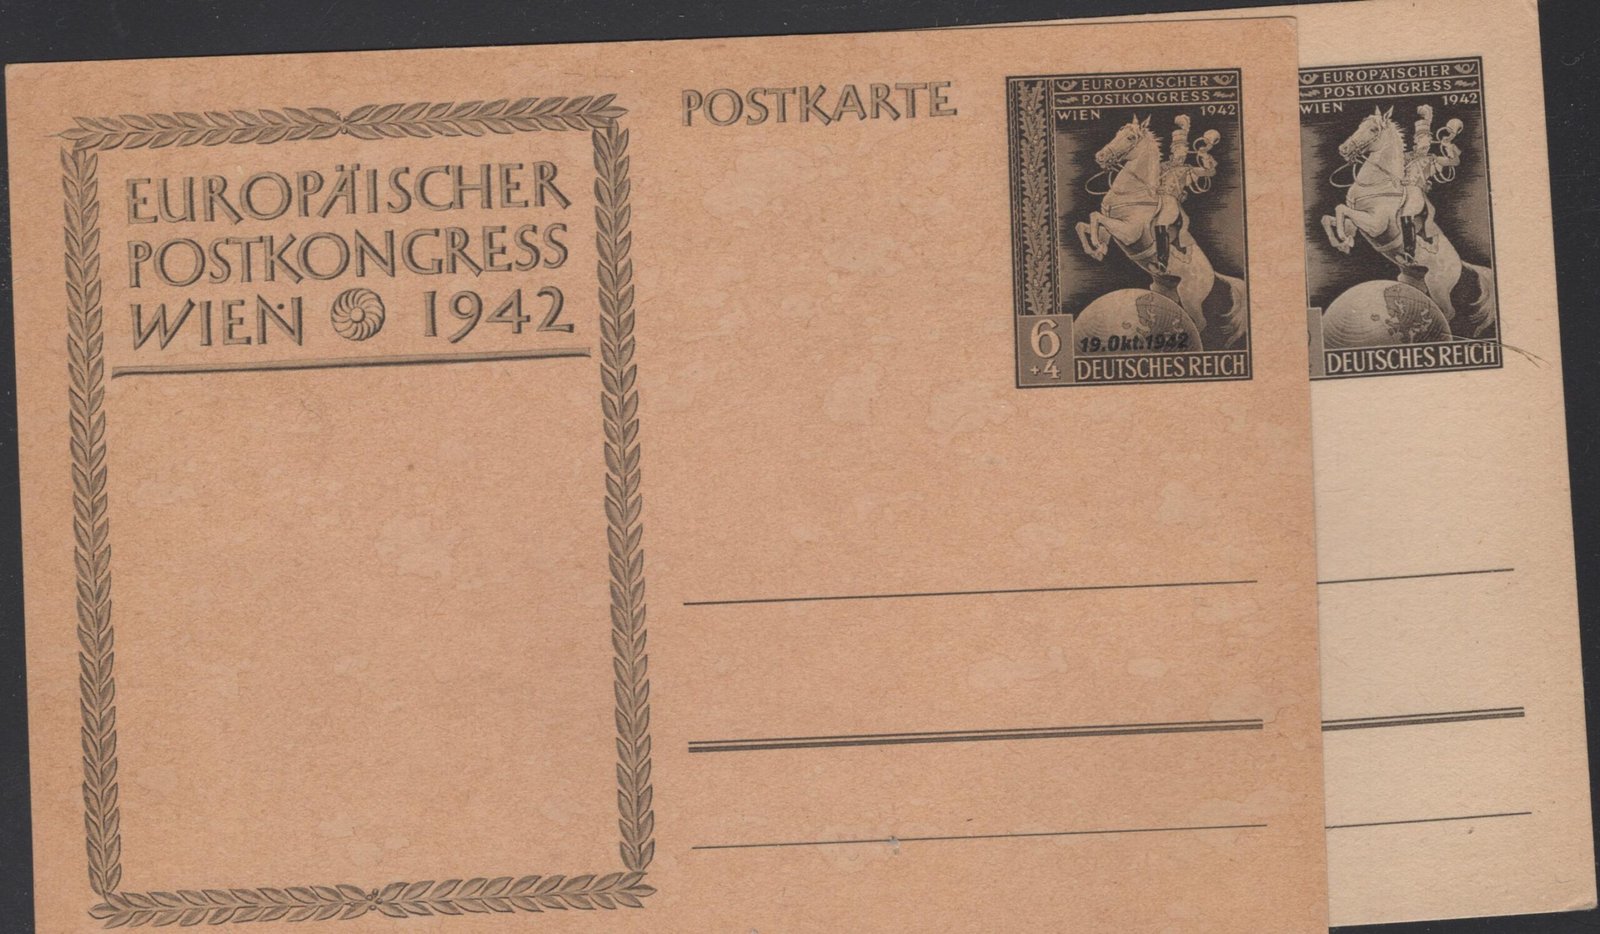 EUROPÄISCHER
POSTKONGRESS
WIEN 1942
POSTKARTE
EUROPÄISCHER
POSTKONGRESS
WIEN 1942
6
+4
19.Okt.1942
DEUTSCHES REICH
EUROPÄISCHER
POSTKONGRESS
WIEN 1942
DEUTSCHES REICH